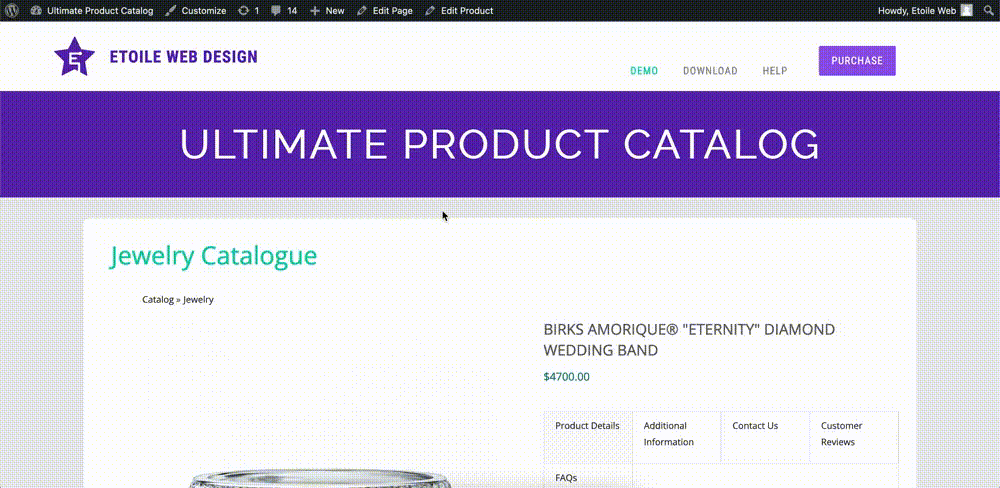 Ultimate Product Catalog Customize 1 14 New Edit Page Edit Product Howdy, Etoile Web
ETOILE WEB DESIGN
DEMO DOWNLOAD HELP PURCHASE
ULTIMATE PRODUCT CATALOG
Jewelry Catalogue
Catalog » Jewelry
BIRKS AMORIQUE® "ETERNITY" DIAMOND
WEDDING BAND
$4700.00
Product Details
Additional
Information
Contact Us
Customer
Reviews
FAQs